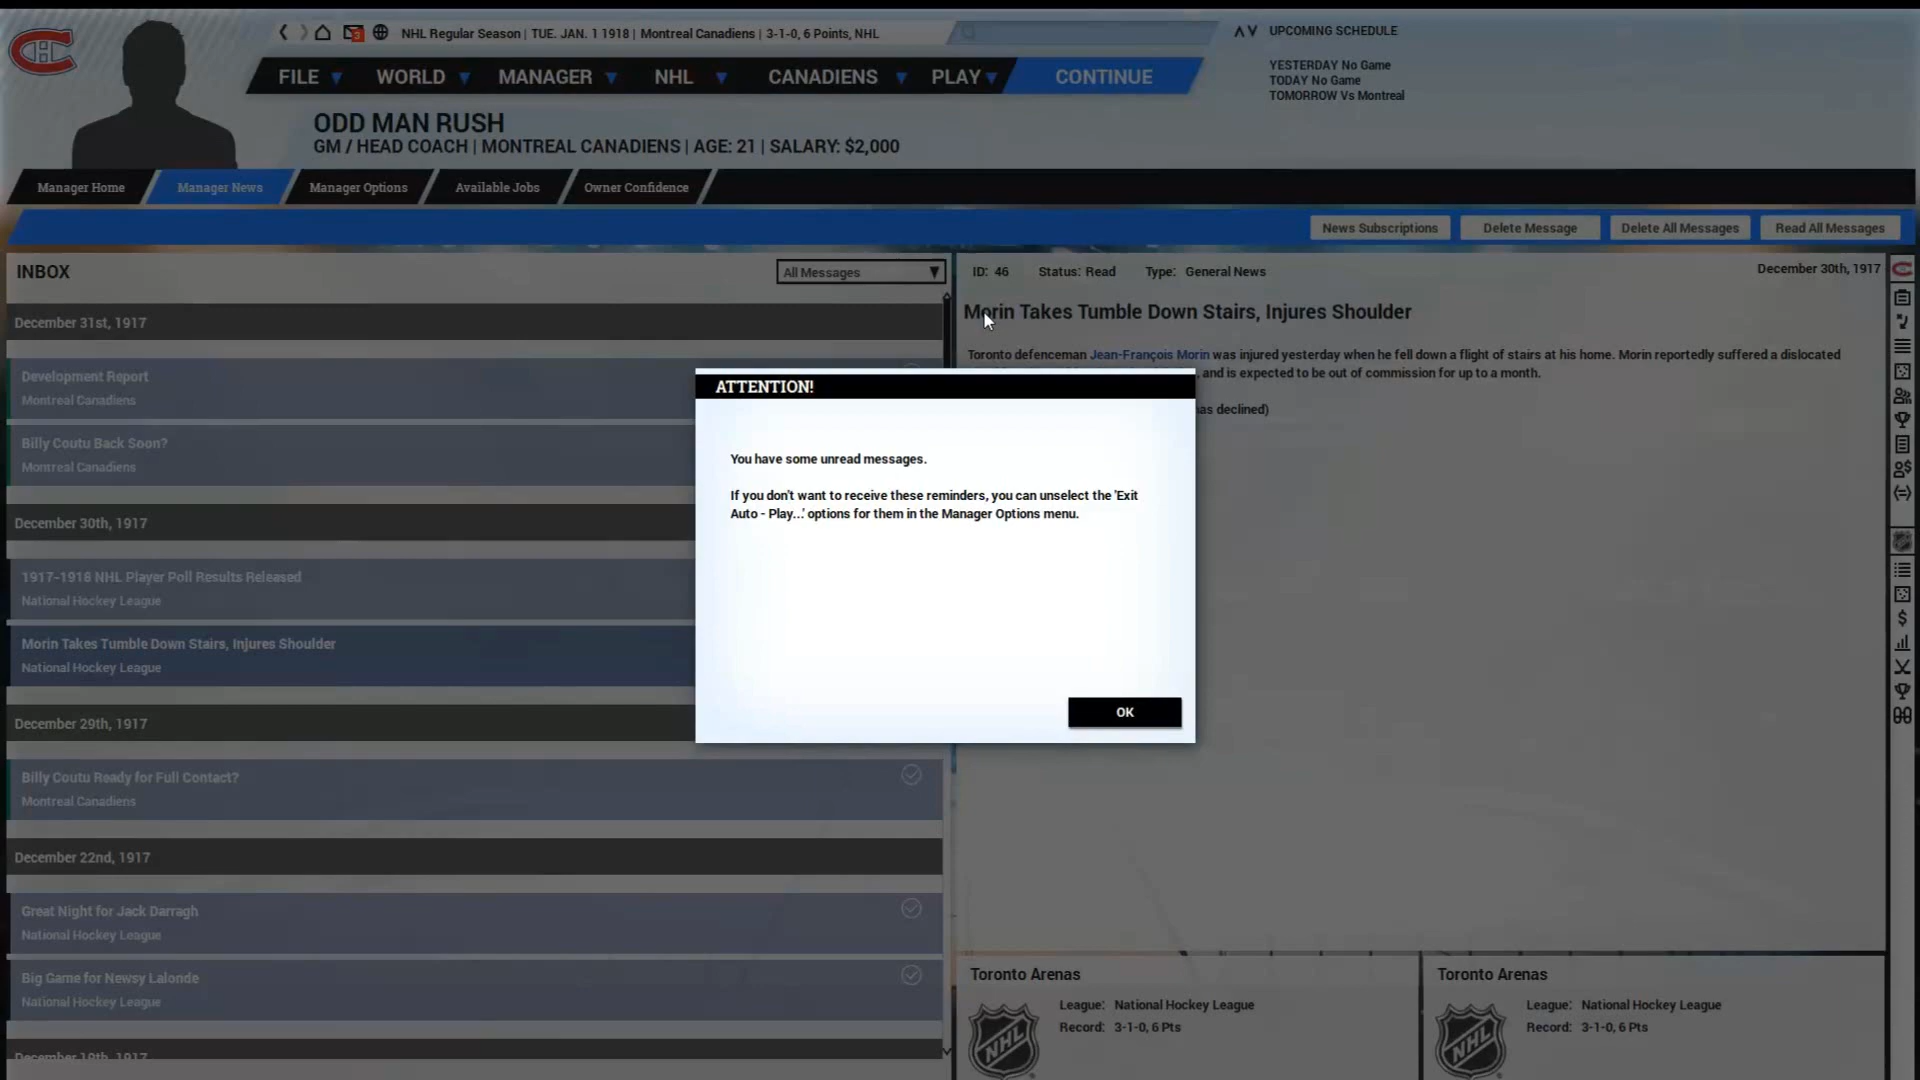 NHL Regular Season | TUE. JAN. 1 1918 | Montreal Canadiens | 3-1-0, 6 Points, NHL
3
UPCOMING SCHEDULE
YESTERDAY No Game
TODAY No Game
TOMORROW Vs Montreal
FILE WORLD MANAGER NHL CANADIENS PLAY CONTINUE
ODD MAN RUSH
GM / HEAD COACH | MONTREAL CANADIENS | AGE: 21 | SALARY: $2,000
Manager Home Manager News Manager Options Available Jobs Owner Confidence
News Subscriptions Delete Message Delete All Messages Read All Messages
INBOX
All Messages
December 31st, 1917
Development Report
Montreal Canadiens
Billy Coutu Back Soon?
Montreal Canadiens
December 30th, 1917
1917-1918 NHL Player Poll Results Released
National Hockey League
Morin Takes Tumble Down Stairs, Injures Shoulder
National Hockey League
December 29th, 1917
Billy Coutu Ready for Full Contact?
Montreal Canadiens
December 22nd, 1917
Great Night for Jack Darragh
National Hockey League
Big Game for Newsy Lalonde
National Hockey League
December 19th, 1917
ID: 46 Status: Read Type: General News
December 30th, 1917
Morin Takes Tumble Down Stairs, Injures Shoulder
Toronto defenceman Jean-François Morin was injured yesterday when he fell down a flight of stairs at his home. Morin reportedly suffered a dislocated
, and is expected to be out of commission for up to a month.
has declined)
ATTENTION!
You have some unread messages.
If you don't want to receive these reminders, you can unselect the 'Exit
Auto - Play...' options for them in the Manager Options menu.
OK
Toronto Arenas
League: National Hockey League
Record: 3-1-0, 6 Pts
NHL
Toronto Arenas
League: National Hockey League
Record: 3-1-0, 6 Pts
NHL